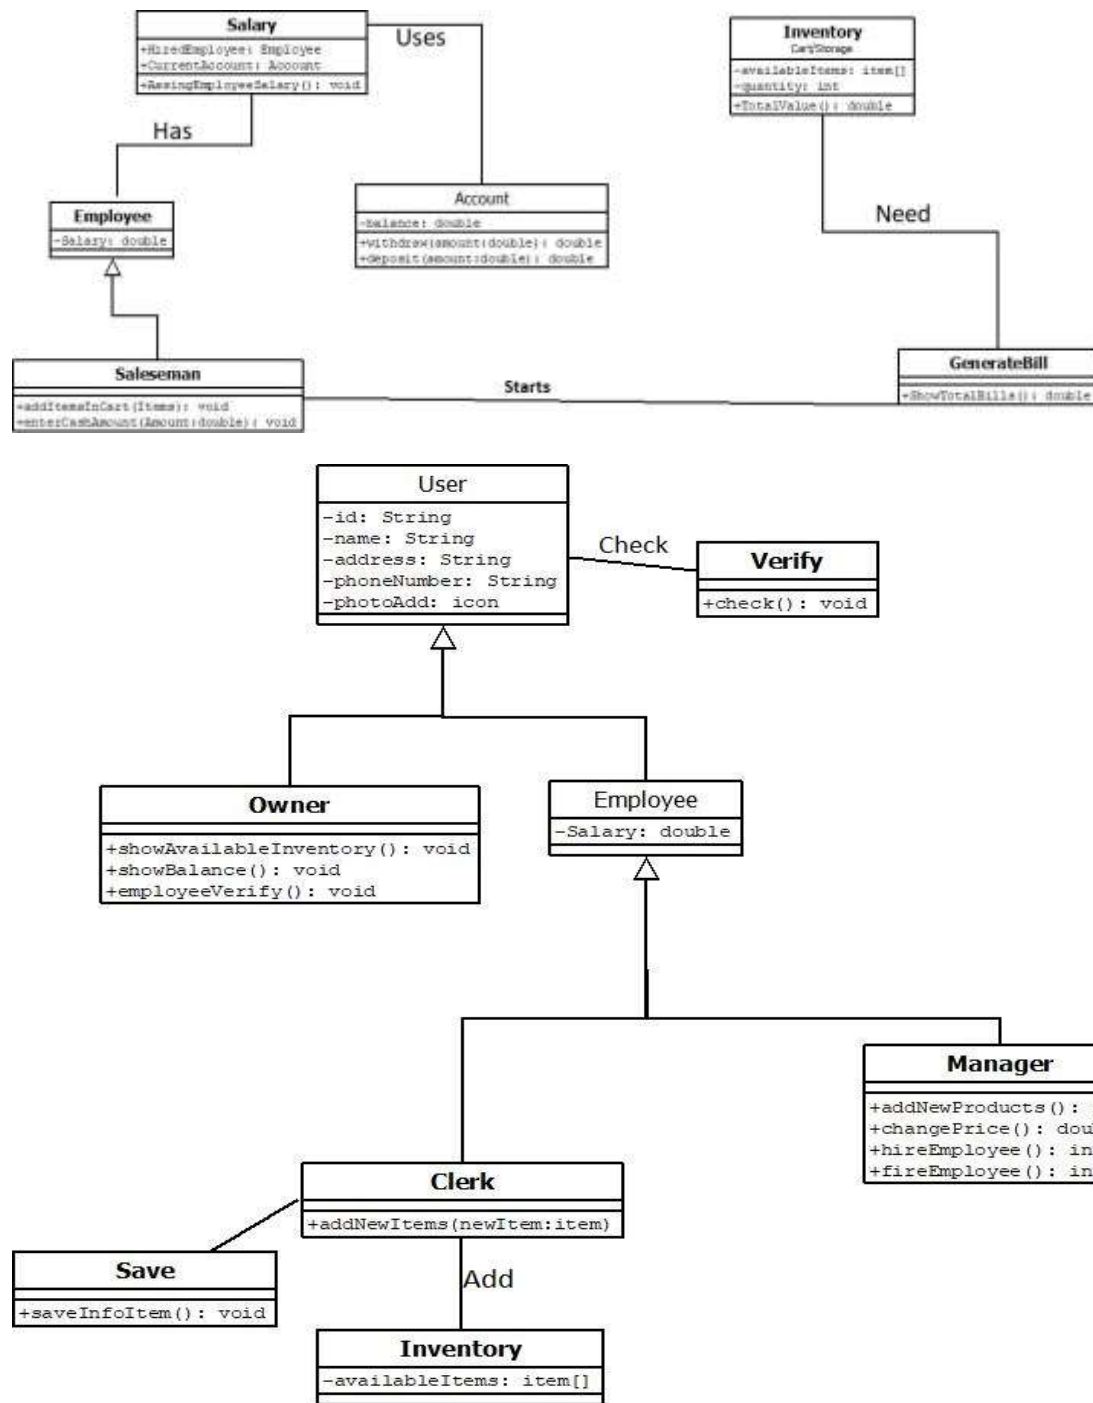 Salary
+HiredEmployee: Employee
+CurrentAccount: Account
+AssingEmployeeSalary(): void
Uses
Inventory
Cart/Storage
-availableItems: item[]
-quantity: int
+TotalValue(): double
Has
Employee
-Salary: double
Account
-balance: double
+withdraw(amount:double): double
+deposit(amount:double): double
Need
Saleseman
+addItemsInCart(Items): void
+enterCashAmount(Amount:double): void
Starts
GenerateBill
+ShowTotalBills(): double
User
-id: String
-name: String
-address: String
-phoneNumber: String
-photoAdd: icon
Check
Verify
+check(): void
Owner
+showAvailableInventory(): void
+showBalance(): void
+employeeVerify(): void
Employee
-Salary: double
Manager
+addNewProducts():
+changePrice(): dou
+hireEmployee(): in
+fireEmployee(): in
Clerk
+addNewItems(newItem:item)
Save
+saveInfoItem(): void
Add
Inventory
-availableItems: item[]